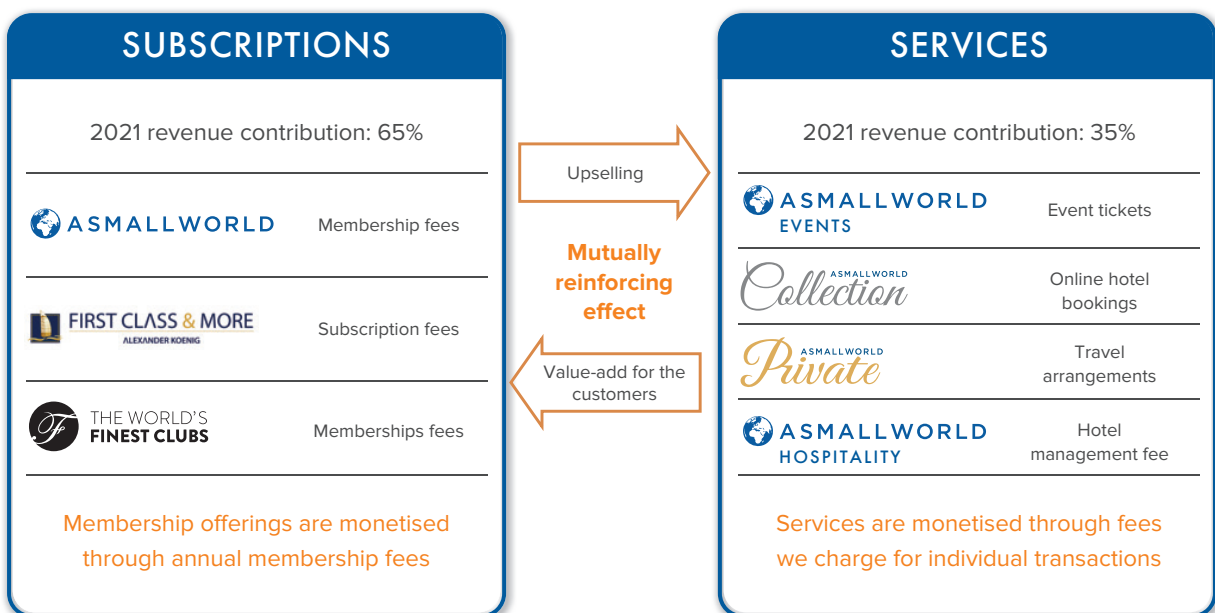 SUBSCRIPTIONS
2021 revenue contribution: 65%
ASMALLWORLD
Membership fees
FIRST CLASS & MORE
ALEXANDER KOENIG
Subscription fees
F
THE WORLD'S
FINEST CLUBS
Memberships fees
Membership offerings are monetised
through annual membership fees
Upselling
Mutually
reinforcing
effect
Value-add for the
customers
SERVICES
2021 revenue contribution: 35%
ASMALLWORLD
EVENTS
Event tickets
ASMALLWORLD
Collection
Online hotel
bookings
ASMALLWORLD
Private
Travel
arrangements
ASMALLWORLD
HOSPITALITY
Hotel
management fee
Services are monetised through fees
we charge for individual transactions